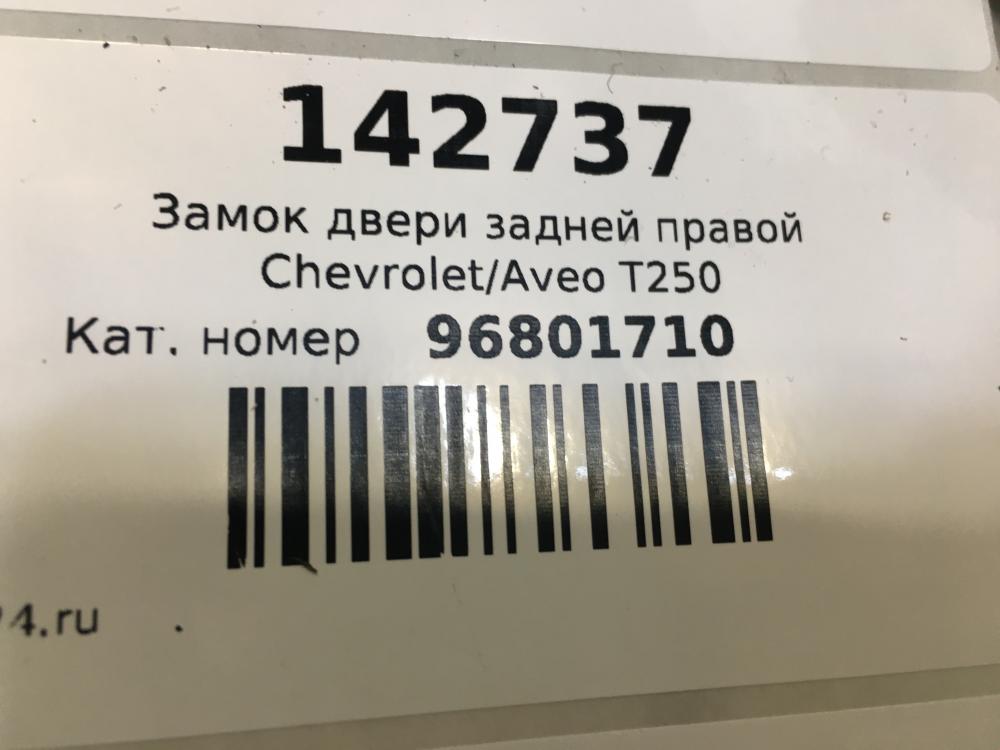 142737
Замок двери задней правой
Chevrolet/Aveo T250
Кат. номер 96801710
4.ru